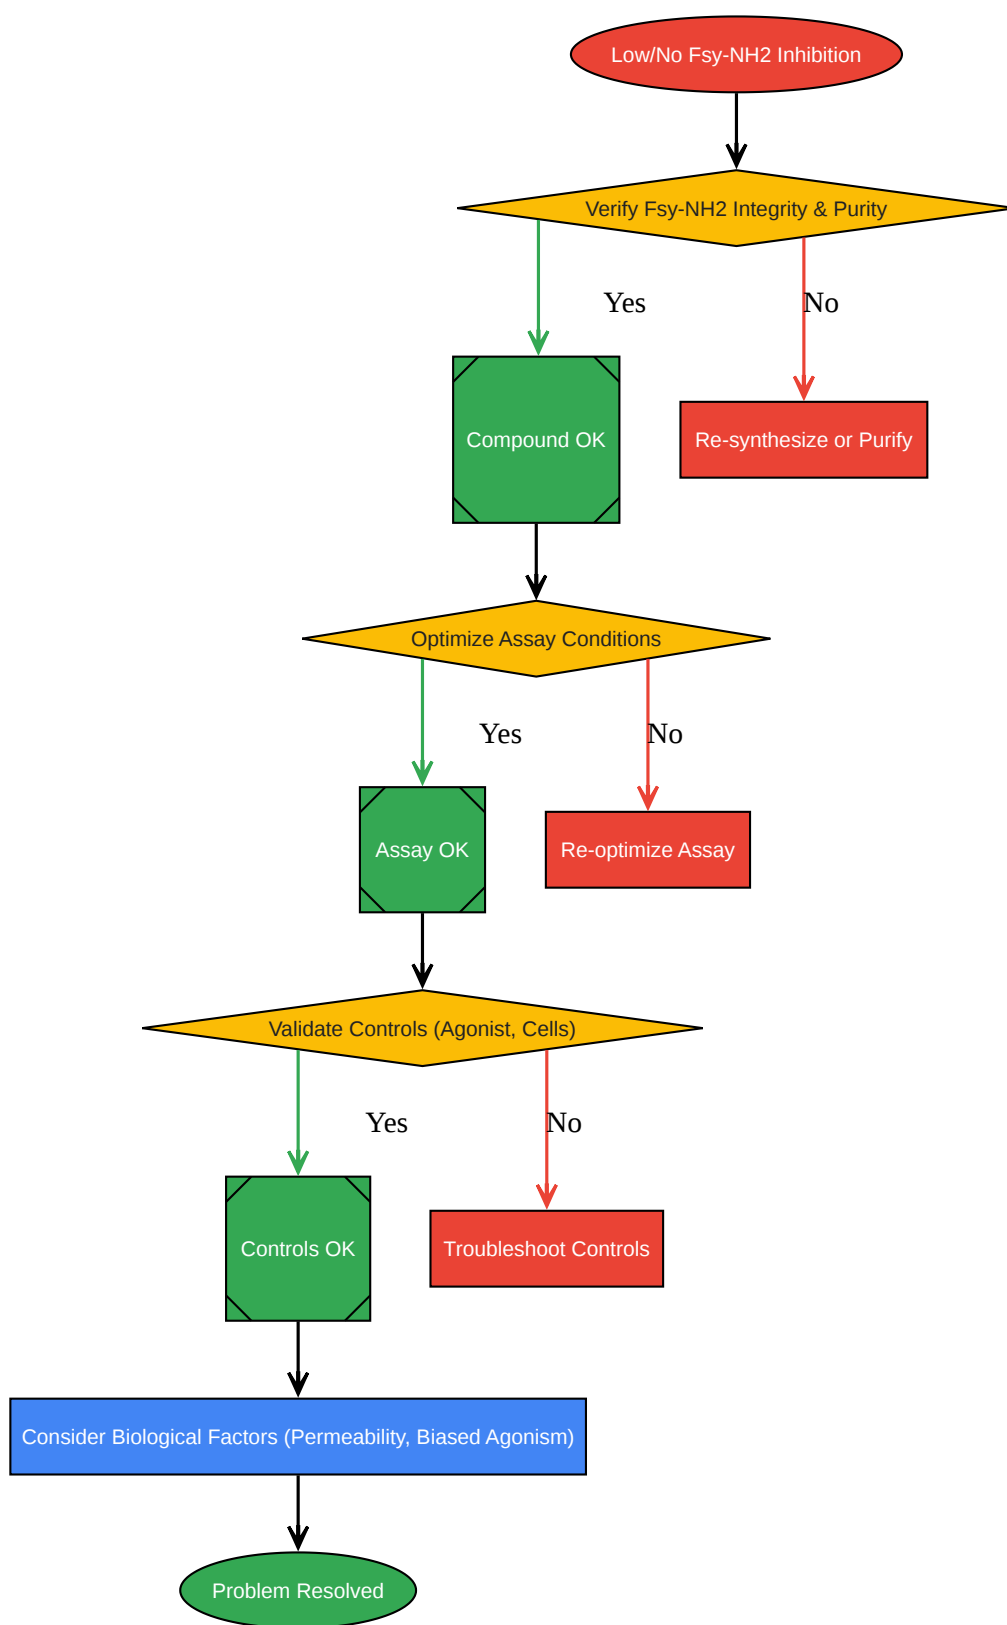 Low/No Fsy-NH2 Inhibition
Verify Fsy-NH2 Integrity & Purity
Yes
No
Compound OK
Re-synthesize or Purify
Optimize Assay Conditions
Yes
No
Assay OK
Re-optimize Assay
Validate Controls (Agonist, Cells)
Yes
No
Controls OK
Troubleshoot Controls
Consider Biological Factors (Permeability, Biased Agonism)
Problem Resolved